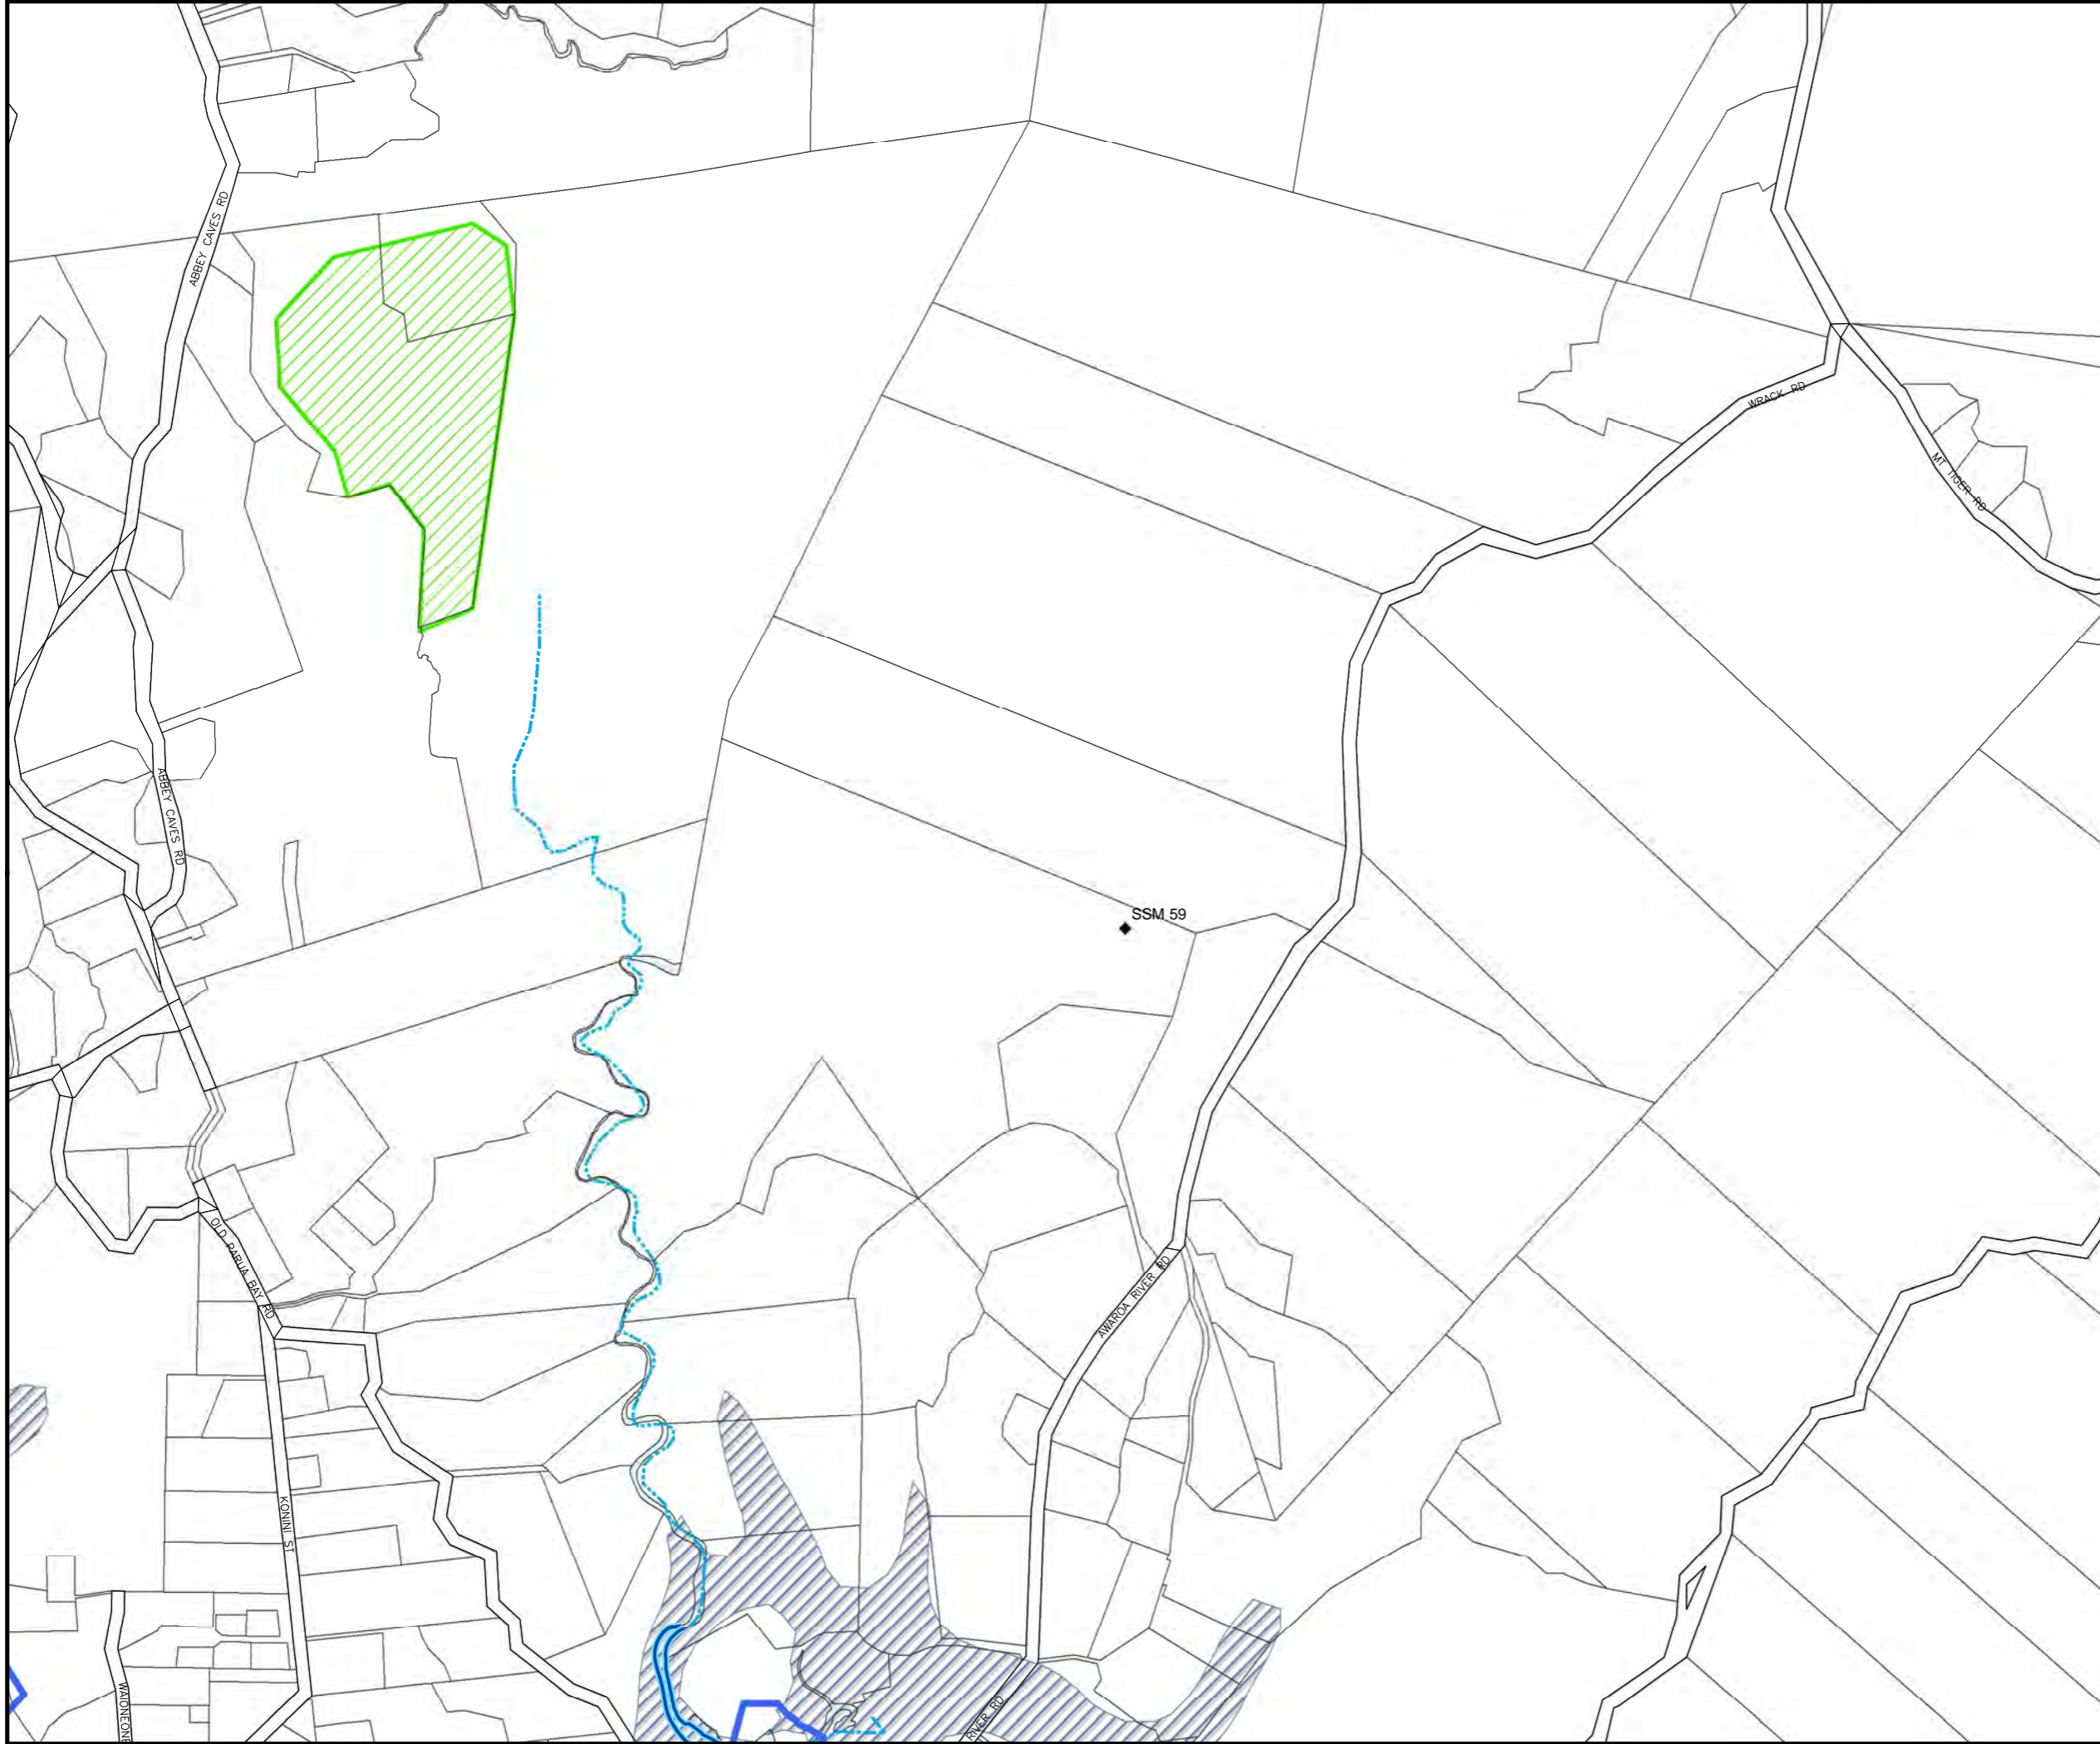 ABBEY CAVES RD
WRACK RD
MT TIGER RD
ABBEY CAVES RD
SSM 59
OLD PARUA BAY RD
AWAROA RIVER RD
KONINI ST
RIVER RD